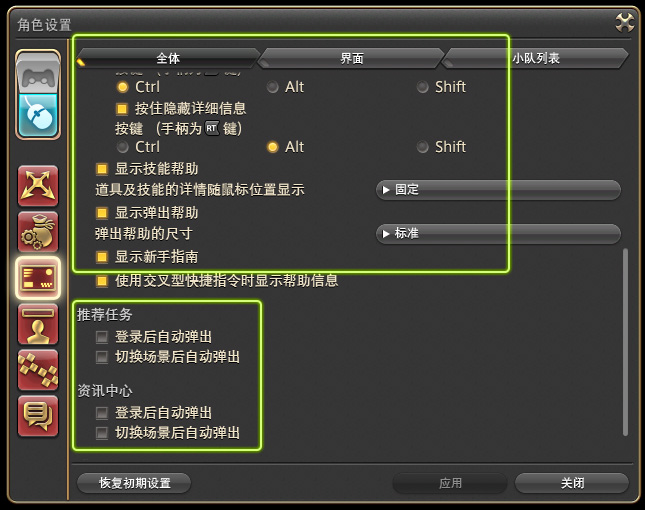 角色设置
全体 界面 小队列表
Ctrl Alt Shift
按住隐藏详细信息
按键 (手柄为 RT 键)
Ctrl Alt Shift
显示技能帮助
道具及技能的详情随鼠标位置显示 固定
显示弹出帮助
弹出帮助的尺寸 标准
显示新手指南
使用交叉型快捷指令时显示帮助信息
推荐任务
登录后自动弹出
切换场景后自动弹出
资讯中心
登录后自动弹出
切换场景后自动弹出
恢复初期设置 应用 关闭